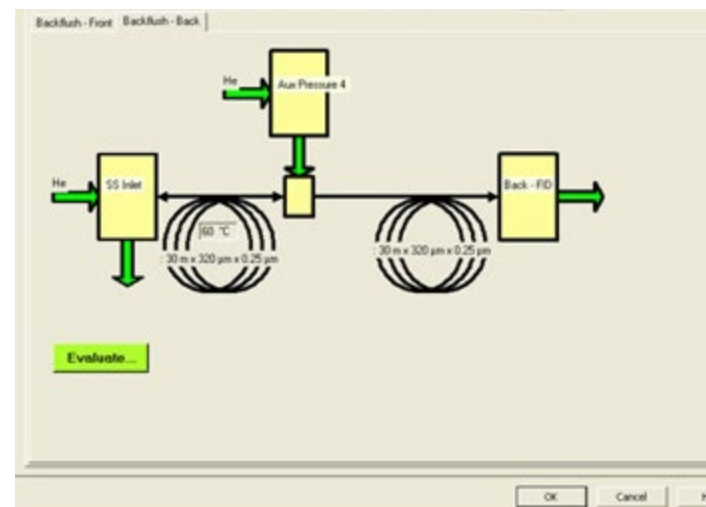 Backflush - Front Backflush - Back
He
Aux Pressure 4
He
SS Inlet
Back - FID
60 °C
: 30 m x 320 µm x 0.25 µm
: 30 m x 320 µm x 0.25 µm
Evaluate...
OK
Cancel